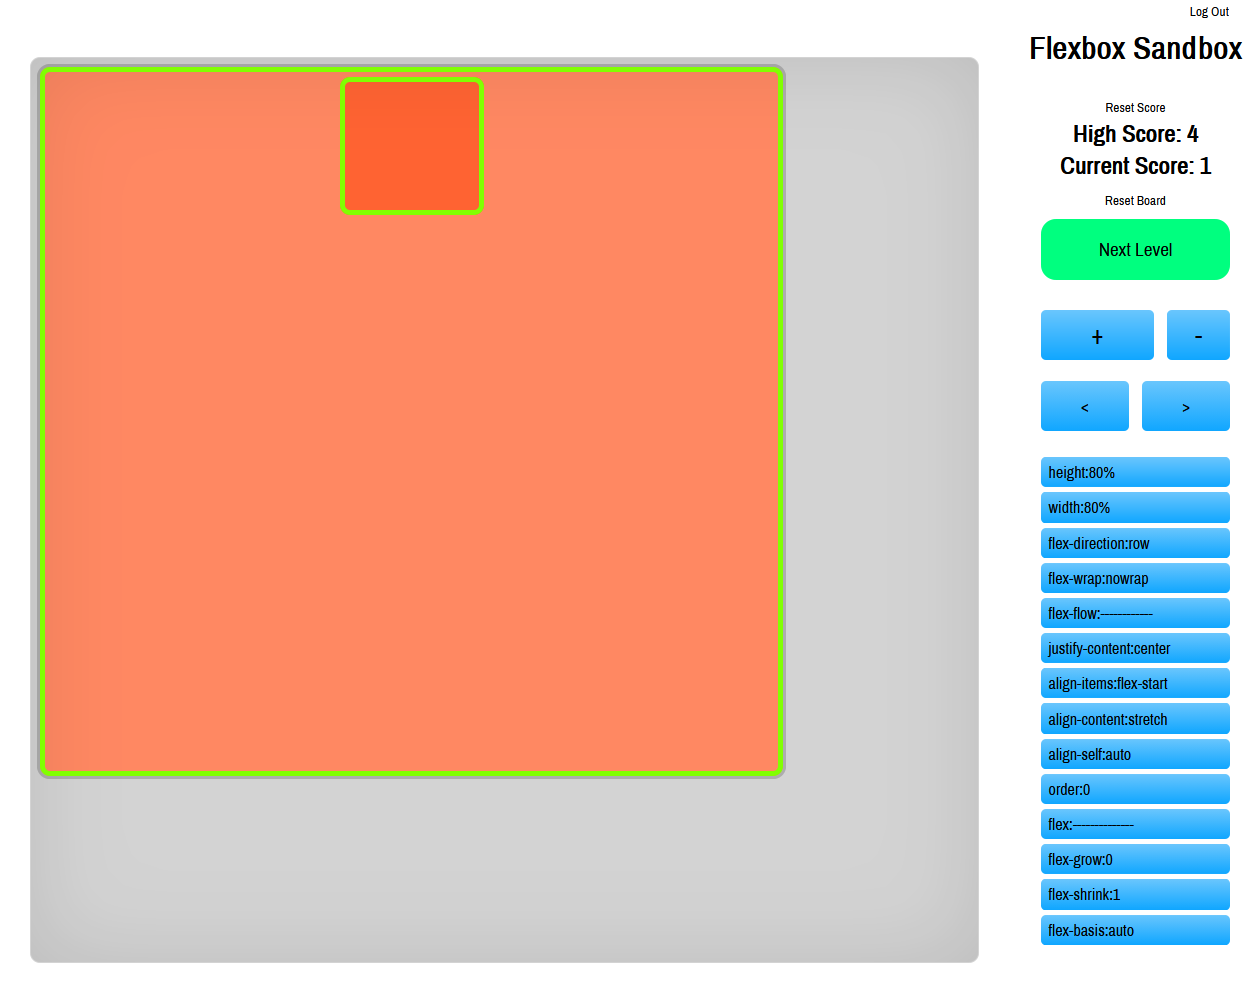 Log Out
Flexbox Sandbox
Reset Score
High Score: 4
Current Score: 1
Reset Board
Next Level
+ -
< >
height:80%
width:80%
flex-direction:row
flex-wrap:nowrap
flex-flow:------------
justify-content:center
align-items:flex-start
align-content:stretch
align-self:auto
order:0
flex:--------------
flex-grow:0
flex-shrink:1
flex-basis:auto